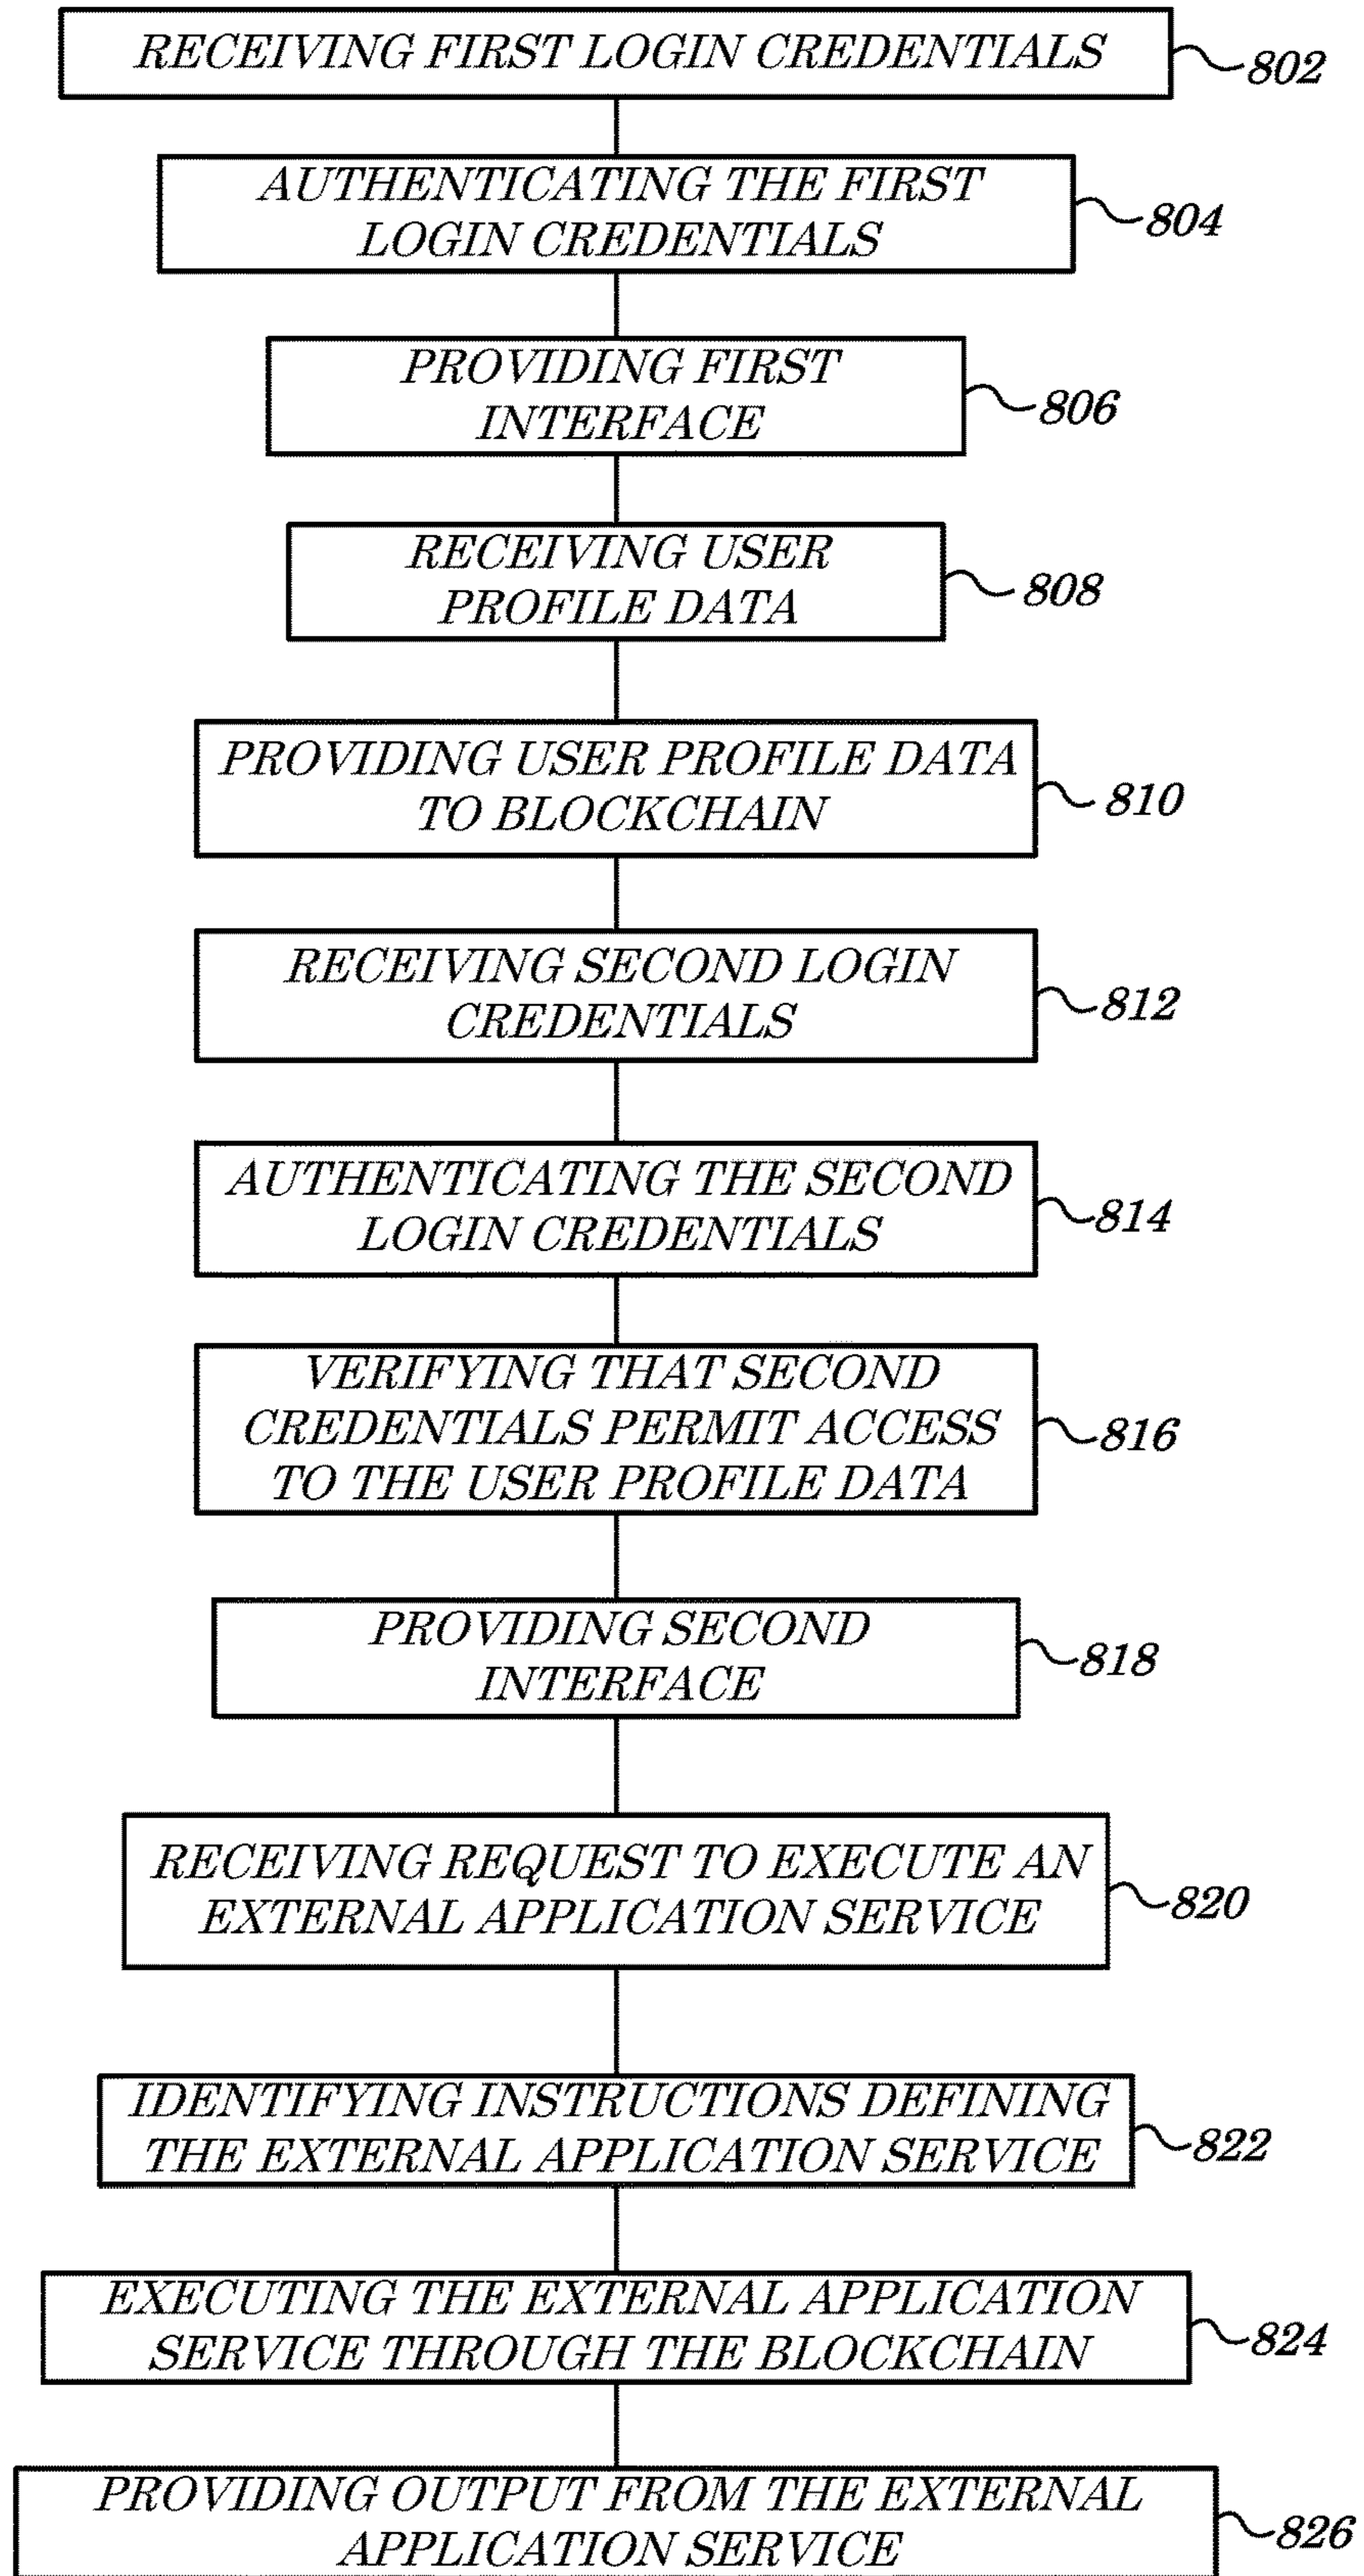 RECEIVING FIRST LOGIN CREDENTIALS
802
AUTHENTICATING THE FIRST
LOGIN CREDENTIALS
804
PROVIDING FIRST
INTERFACE
806
RECEIVING USER
PROFILE DATA
808
PROVIDING USER PROFILE DATA
TO BLOCKCHAIN
810
RECEIVING SECOND LOGIN
CREDENTIALS
812
AUTHENTICATING THE SECOND
LOGIN CREDENTIALS
814
VERIFYING THAT SECOND
CREDENTIALS PERMIT ACCESS
TO THE USER PROFILE DATA
816
PROVIDING SECOND
INTERFACE
818
RECEIVING REQUEST TO EXECUTE AN
EXTERNAL APPLICATION SERVICE
820
IDENTIFYING INSTRUCTIONS DEFINING
THE EXTERNAL APPLICATION SERVICE
822
EXECUTING THE EXTERNAL APPLICATION
SERVICE THROUGH THE BLOCKCHAIN
824
PROVIDING OUTPUT FROM THE EXTERNAL
APPLICATION SERVICE
826